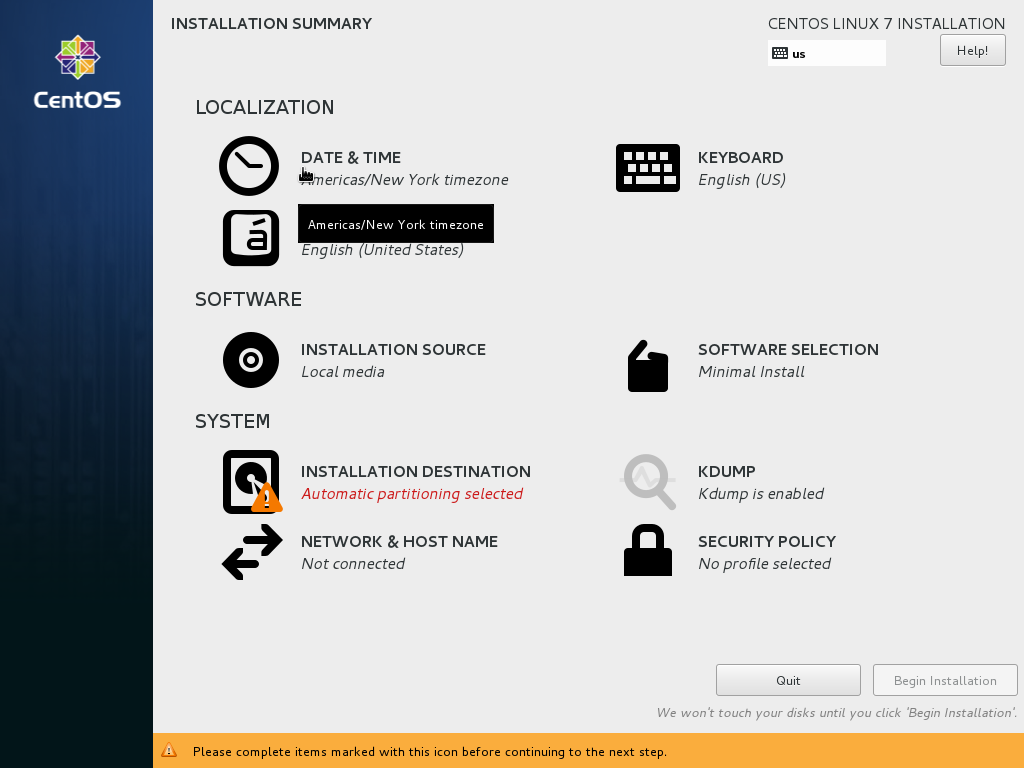 CentOS
INSTALLATION SUMMARY
CENTOS LINUX 7 INSTALLATION
us
Help!
LOCALIZATION
DATE & TIME
Americas/New York timezone
KEYBOARD
English (US)
Americas/New York timezone
English (United States)
SOFTWARE
INSTALLATION SOURCE
Local media
SOFTWARE SELECTION
Minimal Install
SYSTEM
INSTALLATION DESTINATION
Automatic partitioning selected
KDUMP
Kdump is enabled
NETWORK & HOST NAME
Not connected
SECURITY POLICY
No profile selected
Quit
Begin Installation
We won't touch your disks until you click 'Begin Installation'.
Please complete items marked with this icon before continuing to the next step.